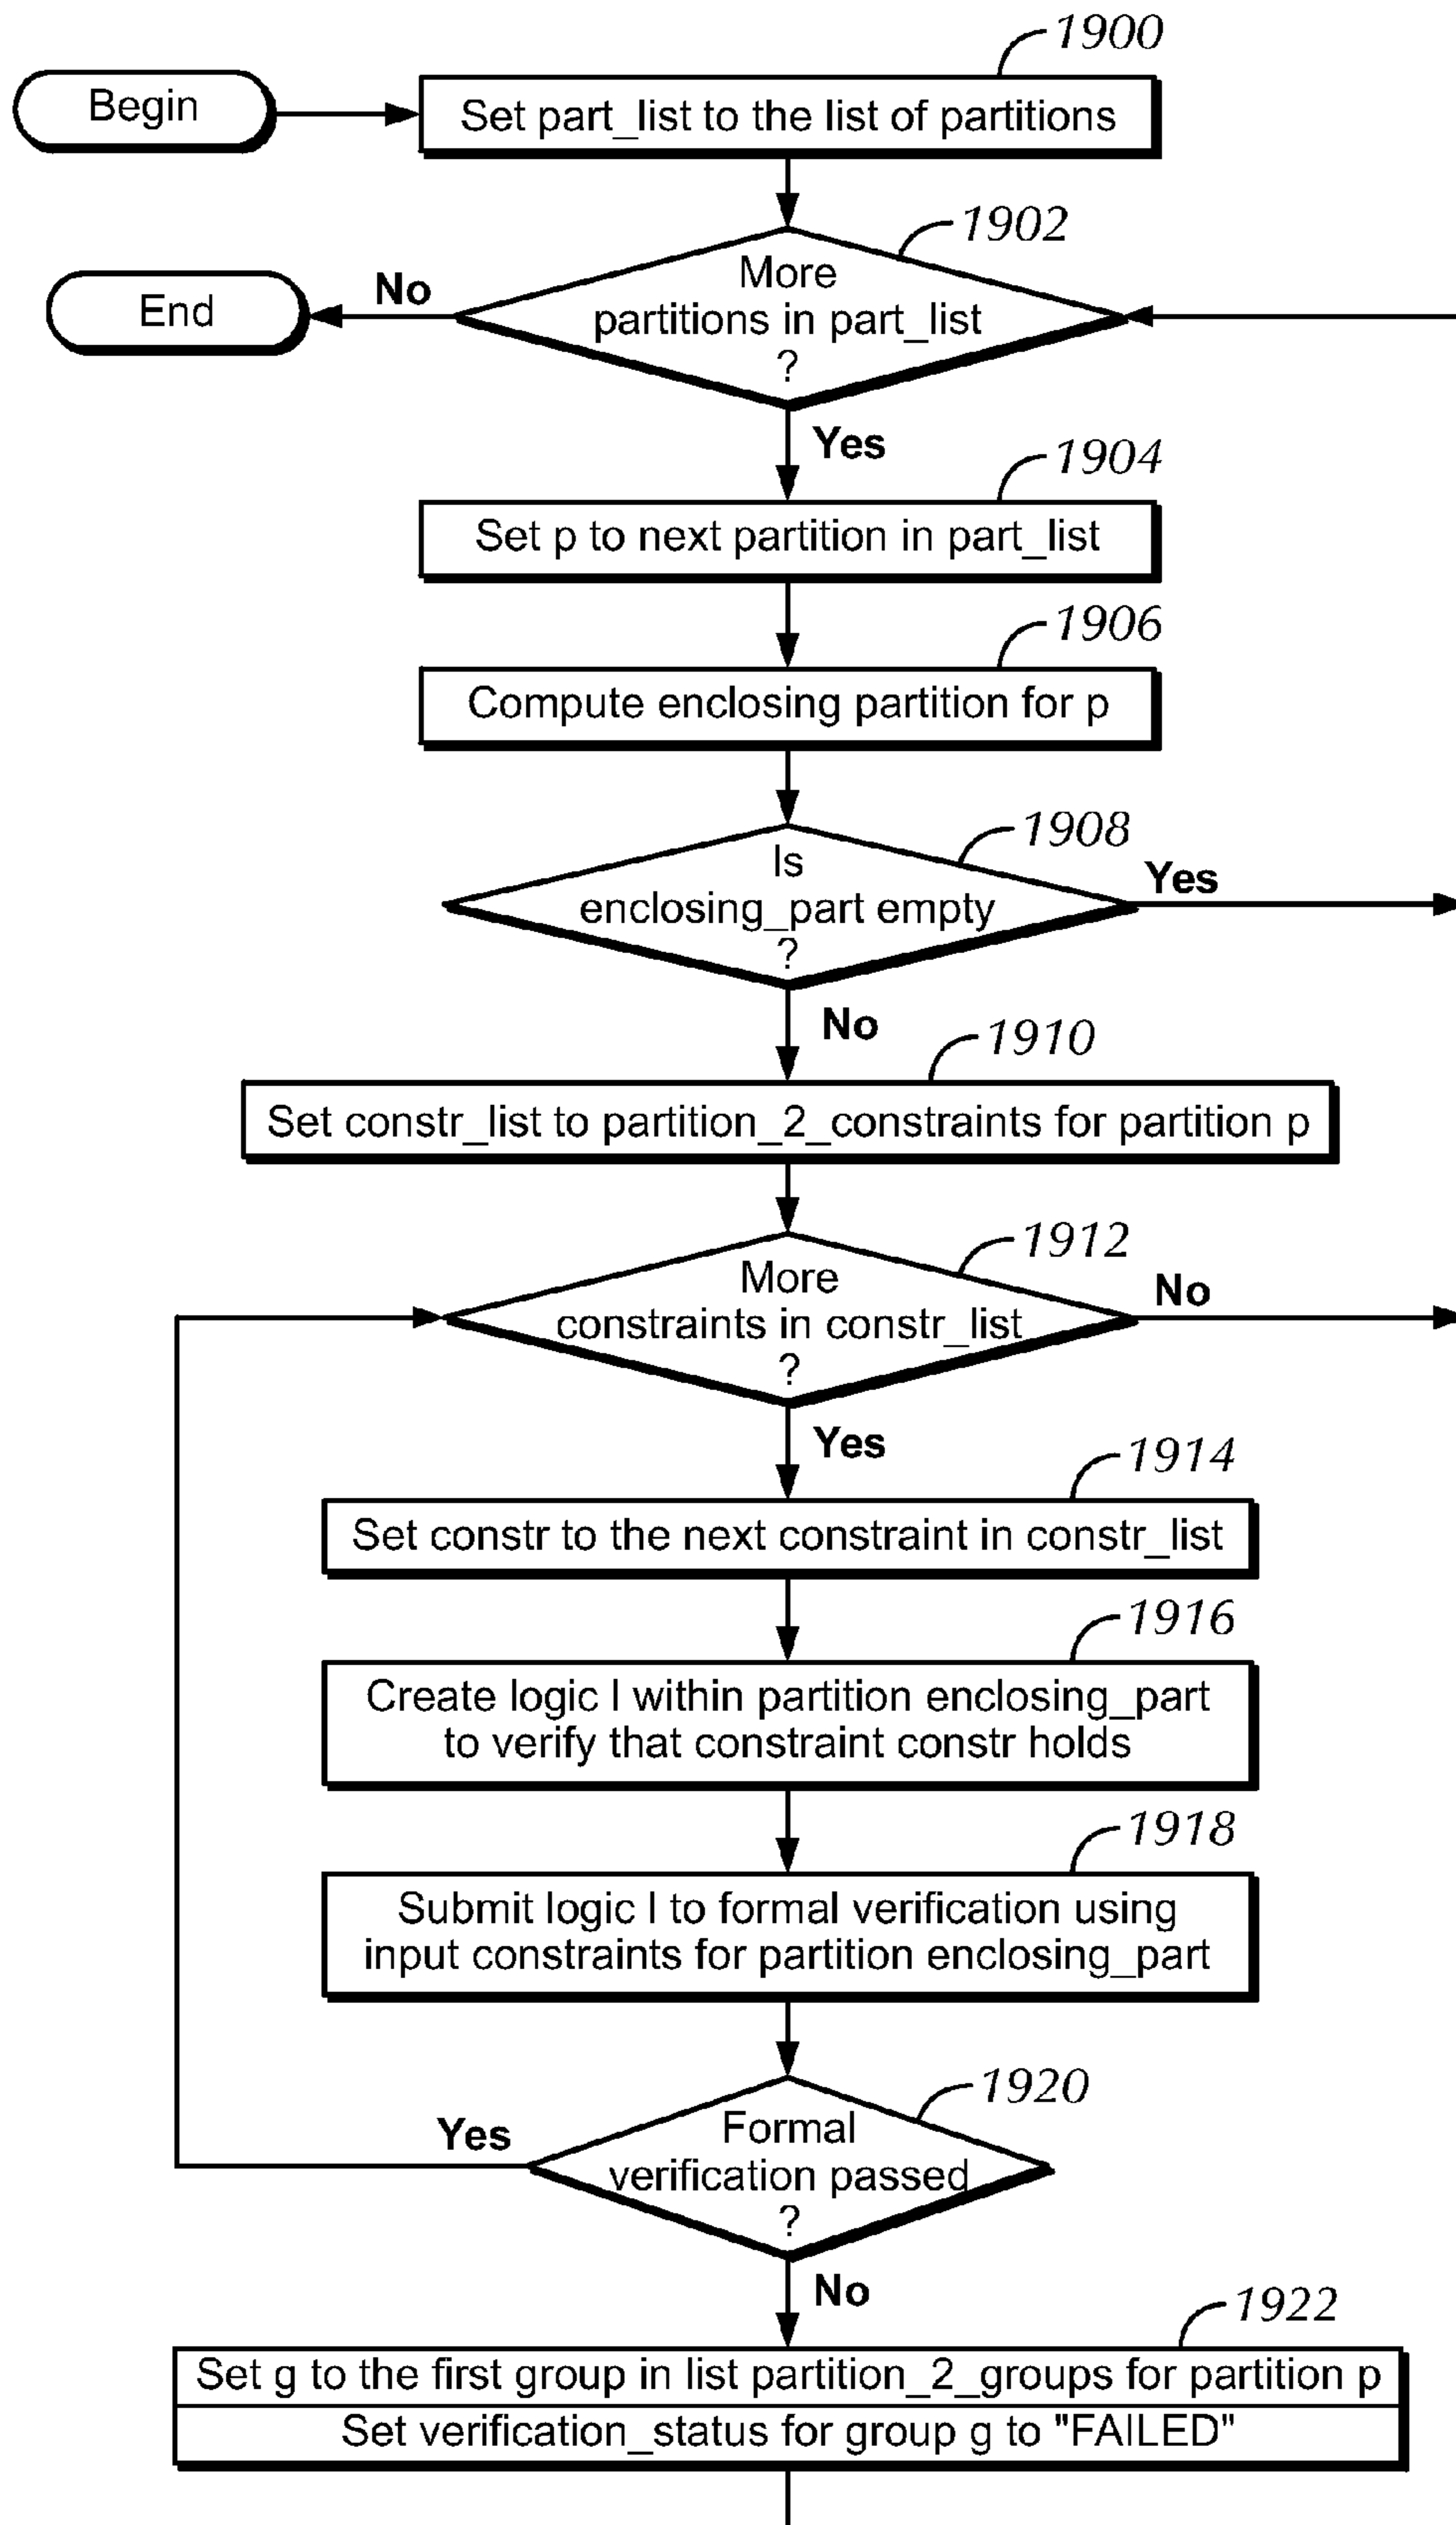 1900
Begin
Set part_list to the list of partitions
1902
More
partitions in part_list
?
No
End
Yes
1904
Set p to next partition in part_list
1906
Compute enclosing partition for p
1908
Is
enclosing_part empty
?
Yes
No
1910
Set constr_list to partition_2_constraints for partition p
1912
More
constraints in constr_list
?
No
Yes
1914
Set constr to the next constraint in constr_list
1916
Create logic l within partition enclosing_part
to verify that constraint constr holds
1918
Submit logic l to formal verification using
input constraints for partition enclosing_part
1920
Formal
verification passed
?
Yes
No
1922
Set g to the first group in list partition_2_groups for partition p
Set verification_status for group g to "FAILED"